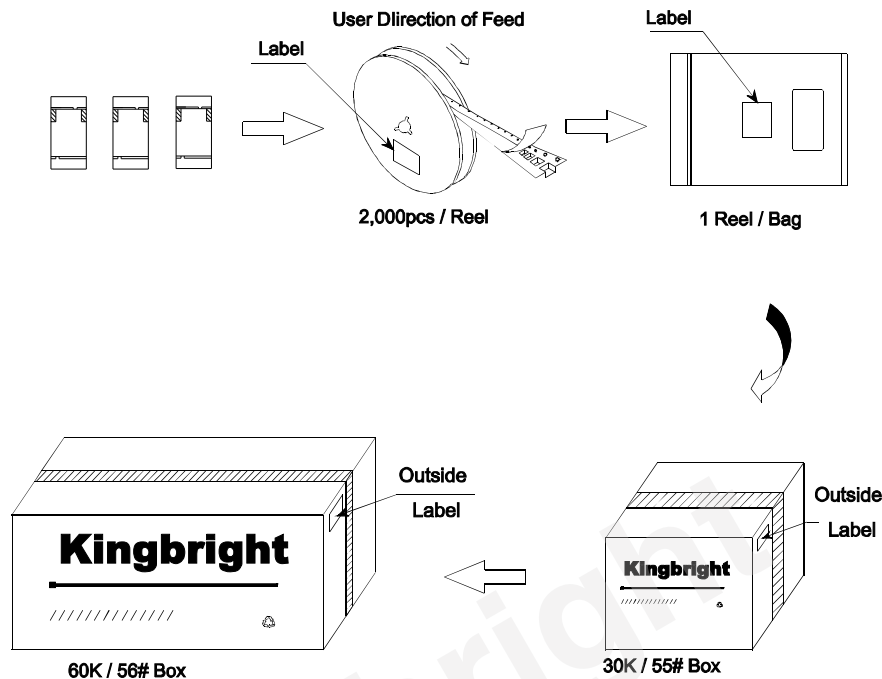 User DIirection of Feed
Label
Label
2,000pcs / Reel
1 Reel / Bag
Outside
Label
Kingbright
60K / 56# Box
Outside
Label
Kingbright
30K / 55# Box